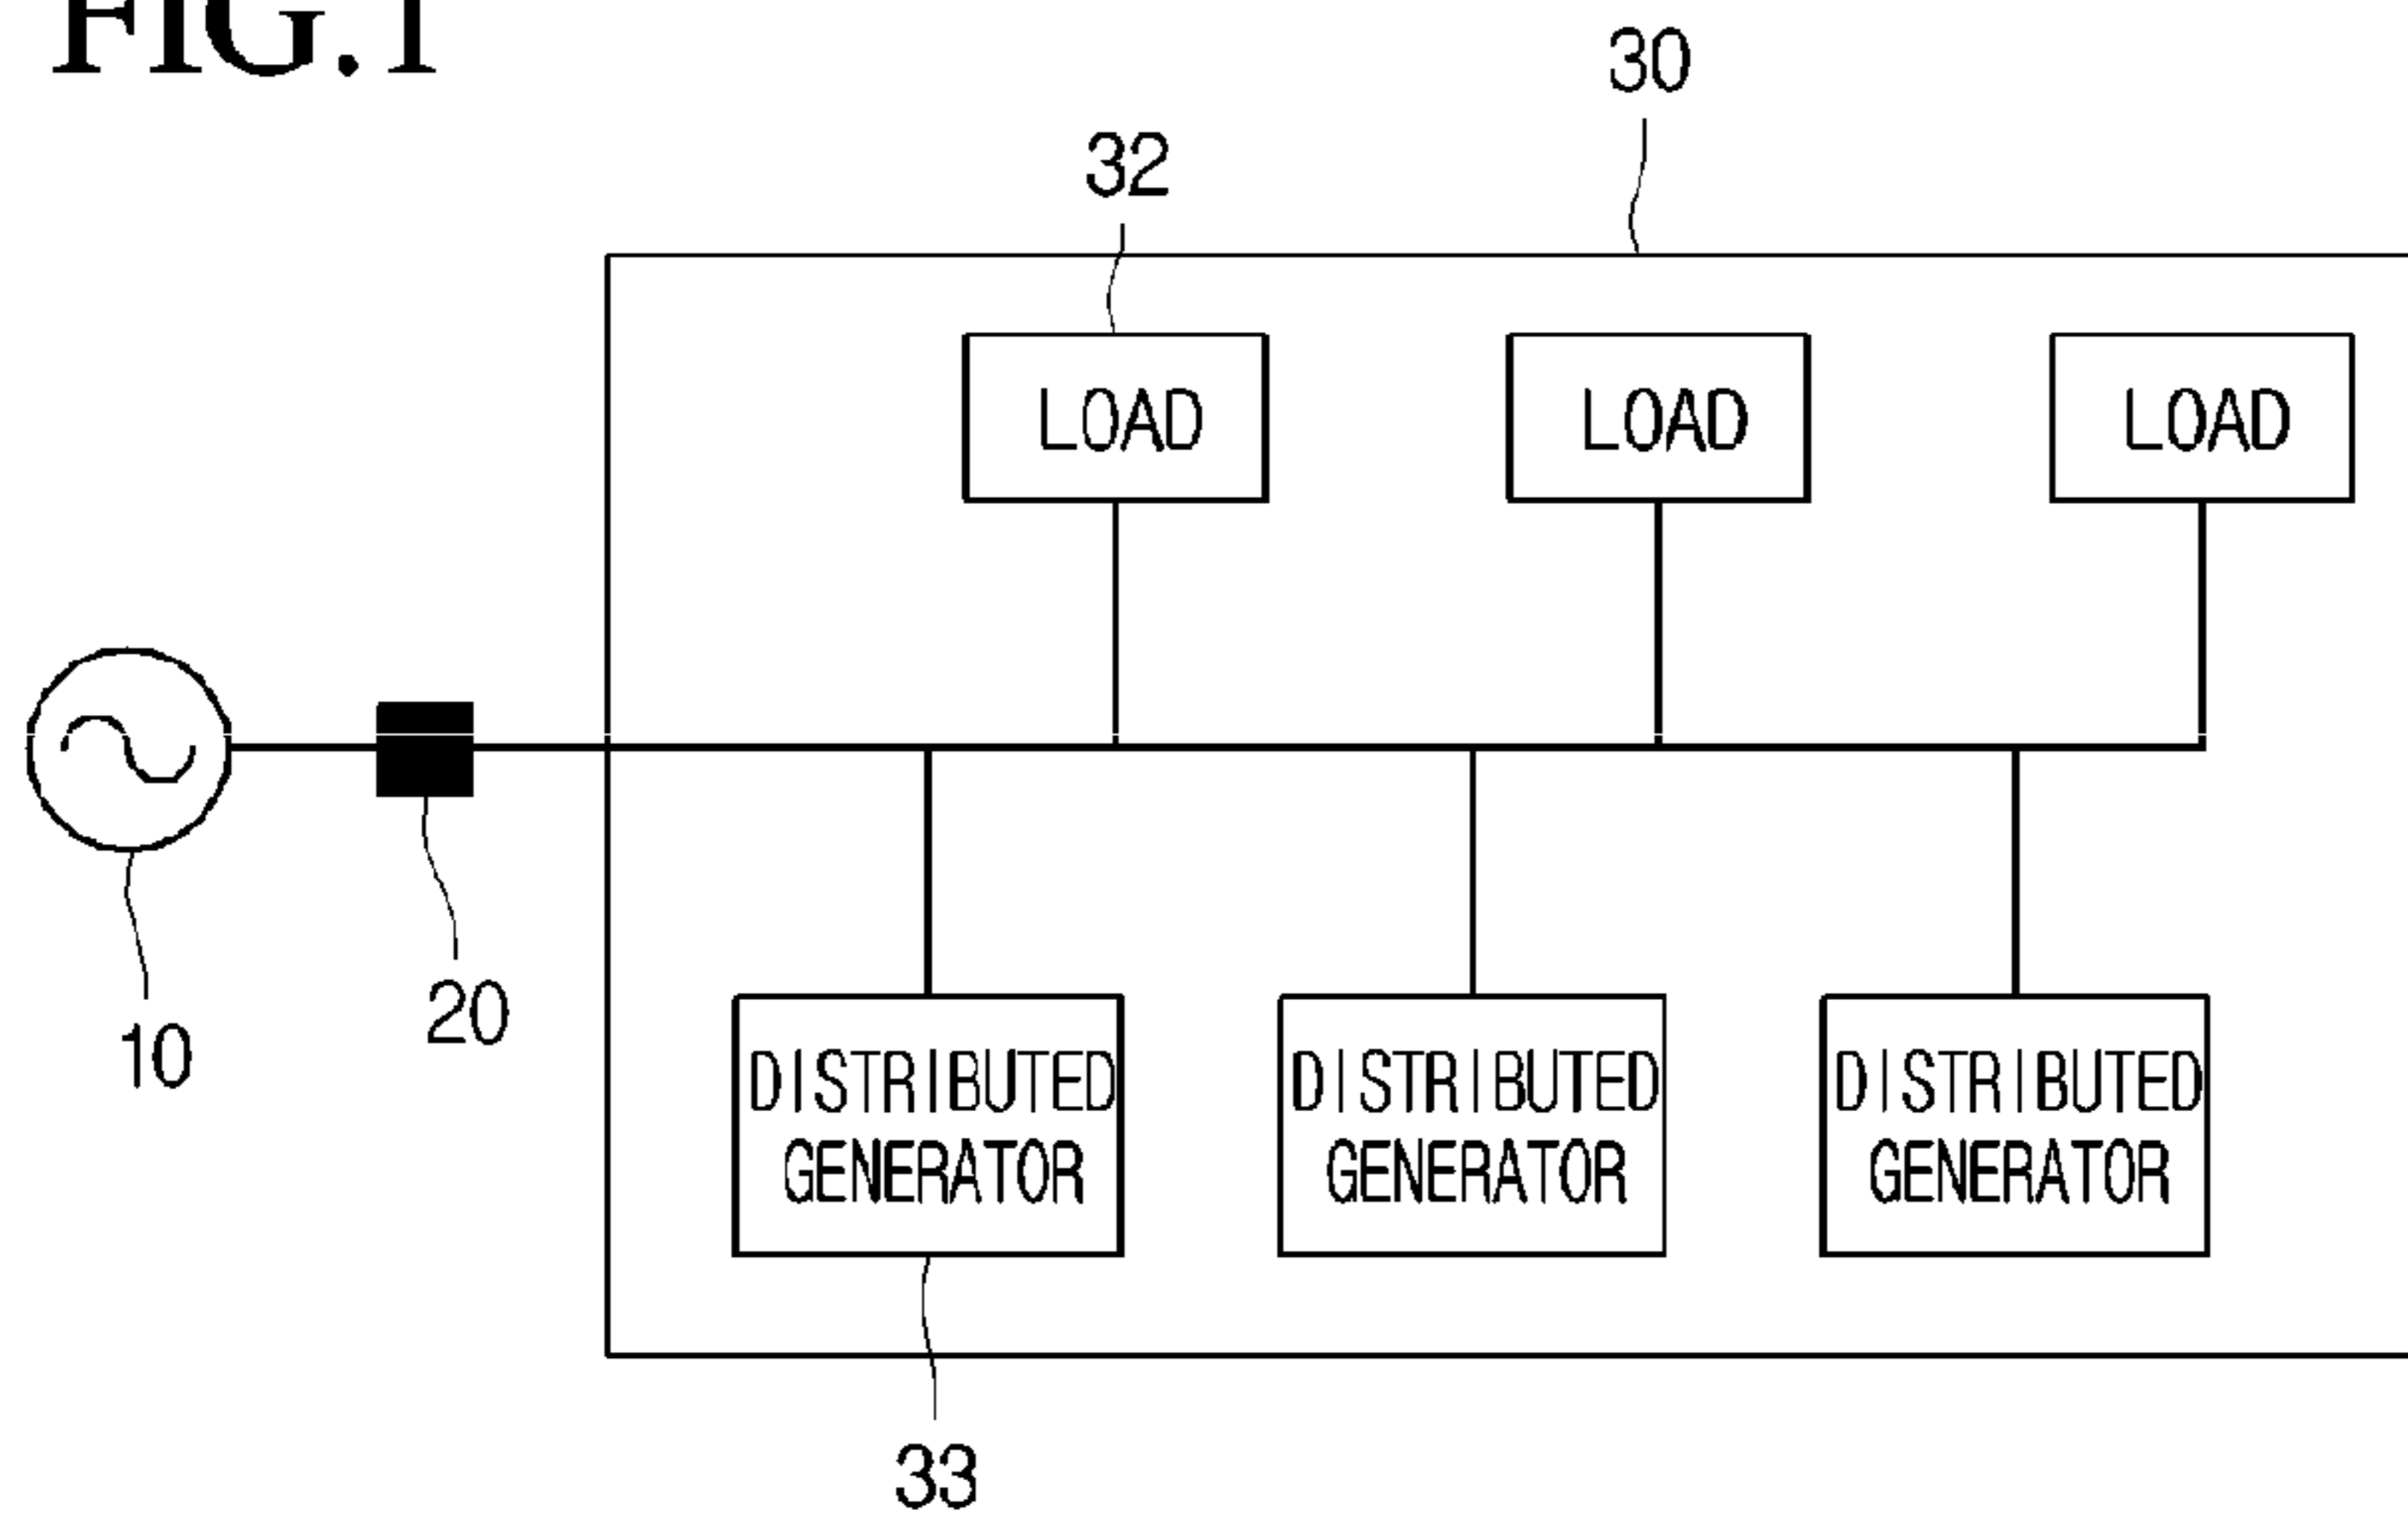 FIG.1
30
32
LOAD LOAD LOAD
10
20
DISTRIBUTED DISTRIBUTED DISTRIBUTED
GENERATOR GENERATOR GENERATOR
33